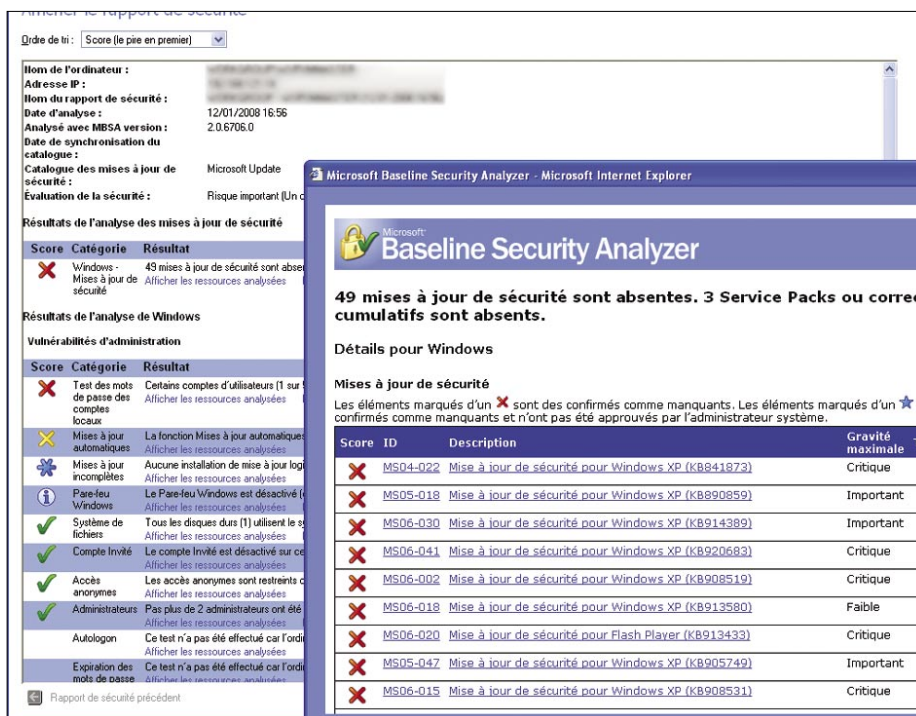 Afficher le rapport de sécurité
Ordre de tri : Score (le pire en premier)
Nom de l'ordinateur :
Adresse IP :
Nom du rapport de sécurité :
Date d'analyse : 12/01/2008 16:56
Analysé avec MBSA version : 2.0.6706.0
Date de synchronisation du
catalogue :
Catalogue des mises à jour de Microsoft Update
sécurité :
Évaluation de la sécurité : Risque important (Un c
Résultats de l'analyse des mises à jour de sécurité
Score Catégorie Résultat
Windows - 49 mises à jour de sécurité sont abse
Mises à jour de Afficher les ressources analysées
sécurité
Résultats de l'analyse de Windows
Vulnérabilités d'administration
Score Catégorie Résultat
Test des mots Certains comptes d'utilisateurs (1 sur
de passe des Afficher les ressources analysées
comptes
locaux
Mises à jour La fonction Mises à jour automatiques
automatiques Afficher les ressources analysées
Mises à jour Aucune installation de mise à jour logi
incomplètes Afficher les ressources analysées
Pare-feu Le Pare-feu Windows est désactivé (
Windows Afficher les ressources analysées
Système de Tous les disques durs (1) utilisent le s
fichiers Afficher les ressources analysées
Compte Invité Le compte Invité est désactivé sur ce
Afficher les ressources analysées
Accès Les accès anonymes sont restreints
anonymes Afficher les ressources analysées
Administrateurs Pas plus de 2 administrateurs ont été
Afficher les ressources analysées
Autologon Ce test n'a pas été effectué car l'ordi
Expiration des Ce test n'a pas été effectué car l'ordi
mots de passe Afficher les ressources analysées
Rapport de sécurité précédent
Microsoft Baseline Security Analyzer - Microsoft Internet Explorer
Microsoft
Baseline Security Analyzer
49 mises à jour de sécurité sont absentes. 3 Service Packs ou correc
cumulatifs sont absents.
Détails pour Windows
Mises à jour de sécurité
Les éléments marqués d'un sont des confirmés comme manquants. Les éléments marqués d'un
confirmés comme manquants et n'ont pas été approuvés par l'administrateur système.
Score ID Description Gravité
maximale
MS04-022 Mise à jour de sécurité pour Windows XP (KB841873) Critique
MS05-018 Mise à jour de sécurité pour Windows XP (KB890859) Important
MS06-030 Mise à jour de sécurité pour Windows XP (KB914389) Important
MS06-041 Mise à jour de sécurité pour Windows XP (KB920683) Critique
MS06-002 Mise à jour de sécurité pour Windows XP (KB908519) Critique
MS06-018 Mise à jour de sécurité pour Windows XP (KB913580) Faible
MS06-020 Mise à jour de sécurité pour Flash Player (KB913433) Critique
MS05-047 Mise à jour de sécurité pour Windows XP (KB905749) Important
MS06-015 Mise à jour de sécurité pour Windows XP (KB908531) Critique